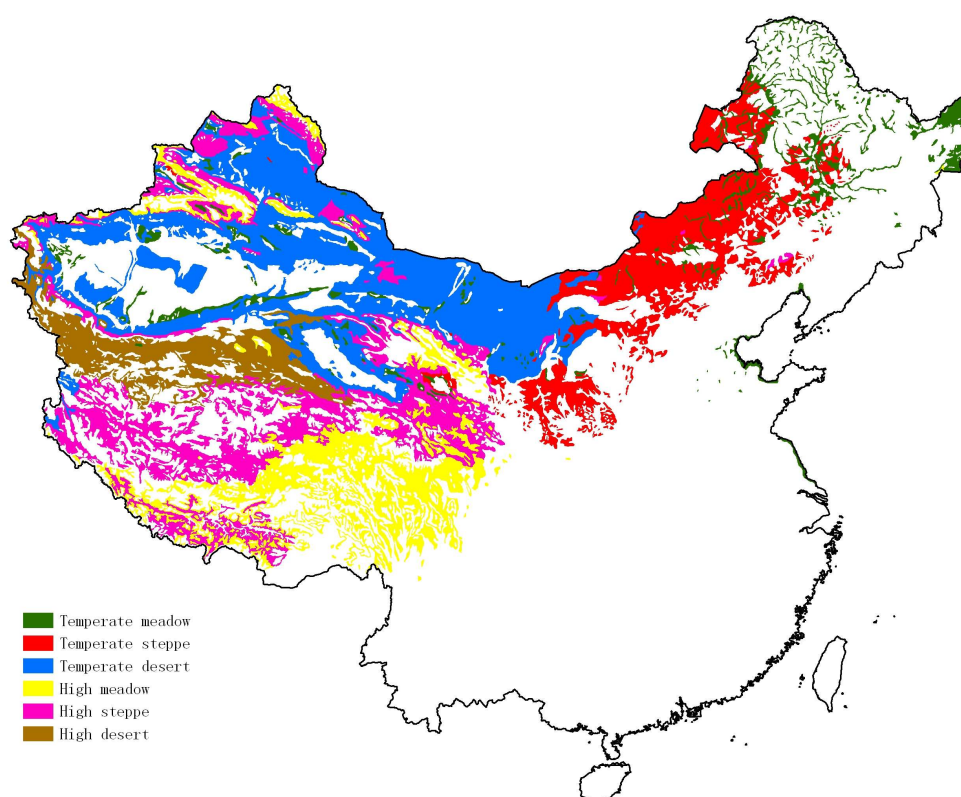 Temperate meadow
Temperate steppe
Temperate desert
High meadow
High steppe
High desert